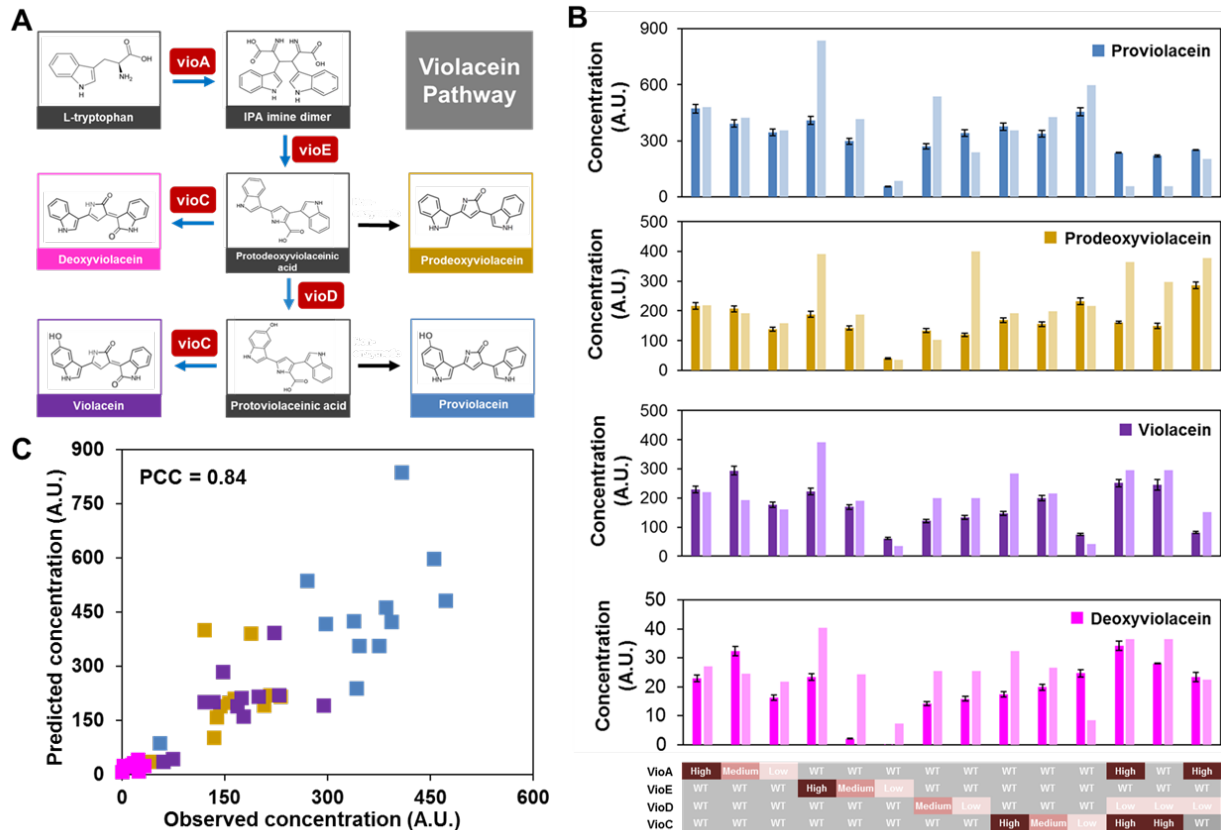 A
L-tryptophan
vioA
IPA imine dimer
Violacein
Pathway
vioE
Deoxyviolacein
vioC
Protodeoxyviolaceinic
acid
Prodeoxyviolacein
vioD
Violacein
vioC
Protoviolaceinic acid
Proviolacein
B
Concentration
(A.U.)
900
600
300
0
Proviolacein
Concentration
(A.U.)
500
400
300
200
100
0
Prodeoxyviolacein
Concentration
(A.U.)
500
400
300
200
100
0
Violacein
Concentration
(A.U.)
50
40
30
20
10
0
Deoxyviolacein
VioA High Medium Low WT WT WT WT WT WT WT WT High WT High
VioE WT WT WT High Medium Low WT WT WT WT WT WT WT WT
VioD WT WT WT WT WT WT Medium Low WT WT WT Low Low Low
VioC WT WT WT WT WT WT WT WT High Medium Low High High WT
C
PCC = 0.84
Predicted concentration (A.U.)
900
750
600
450
300
150
0
0 150 300 450 600
Observed concentration (A.U.)